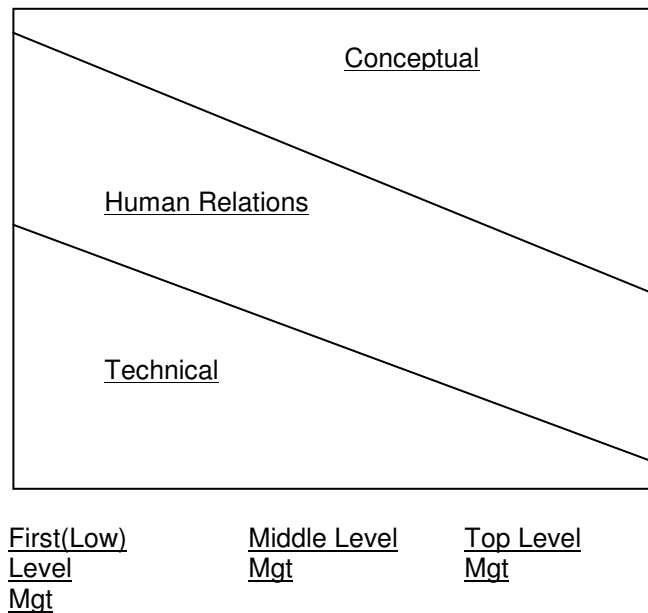 Conceptual
Human Relations
Technical
First(Low)
Level
Mgt
Middle Level
Mgt
Top Level
Mgt